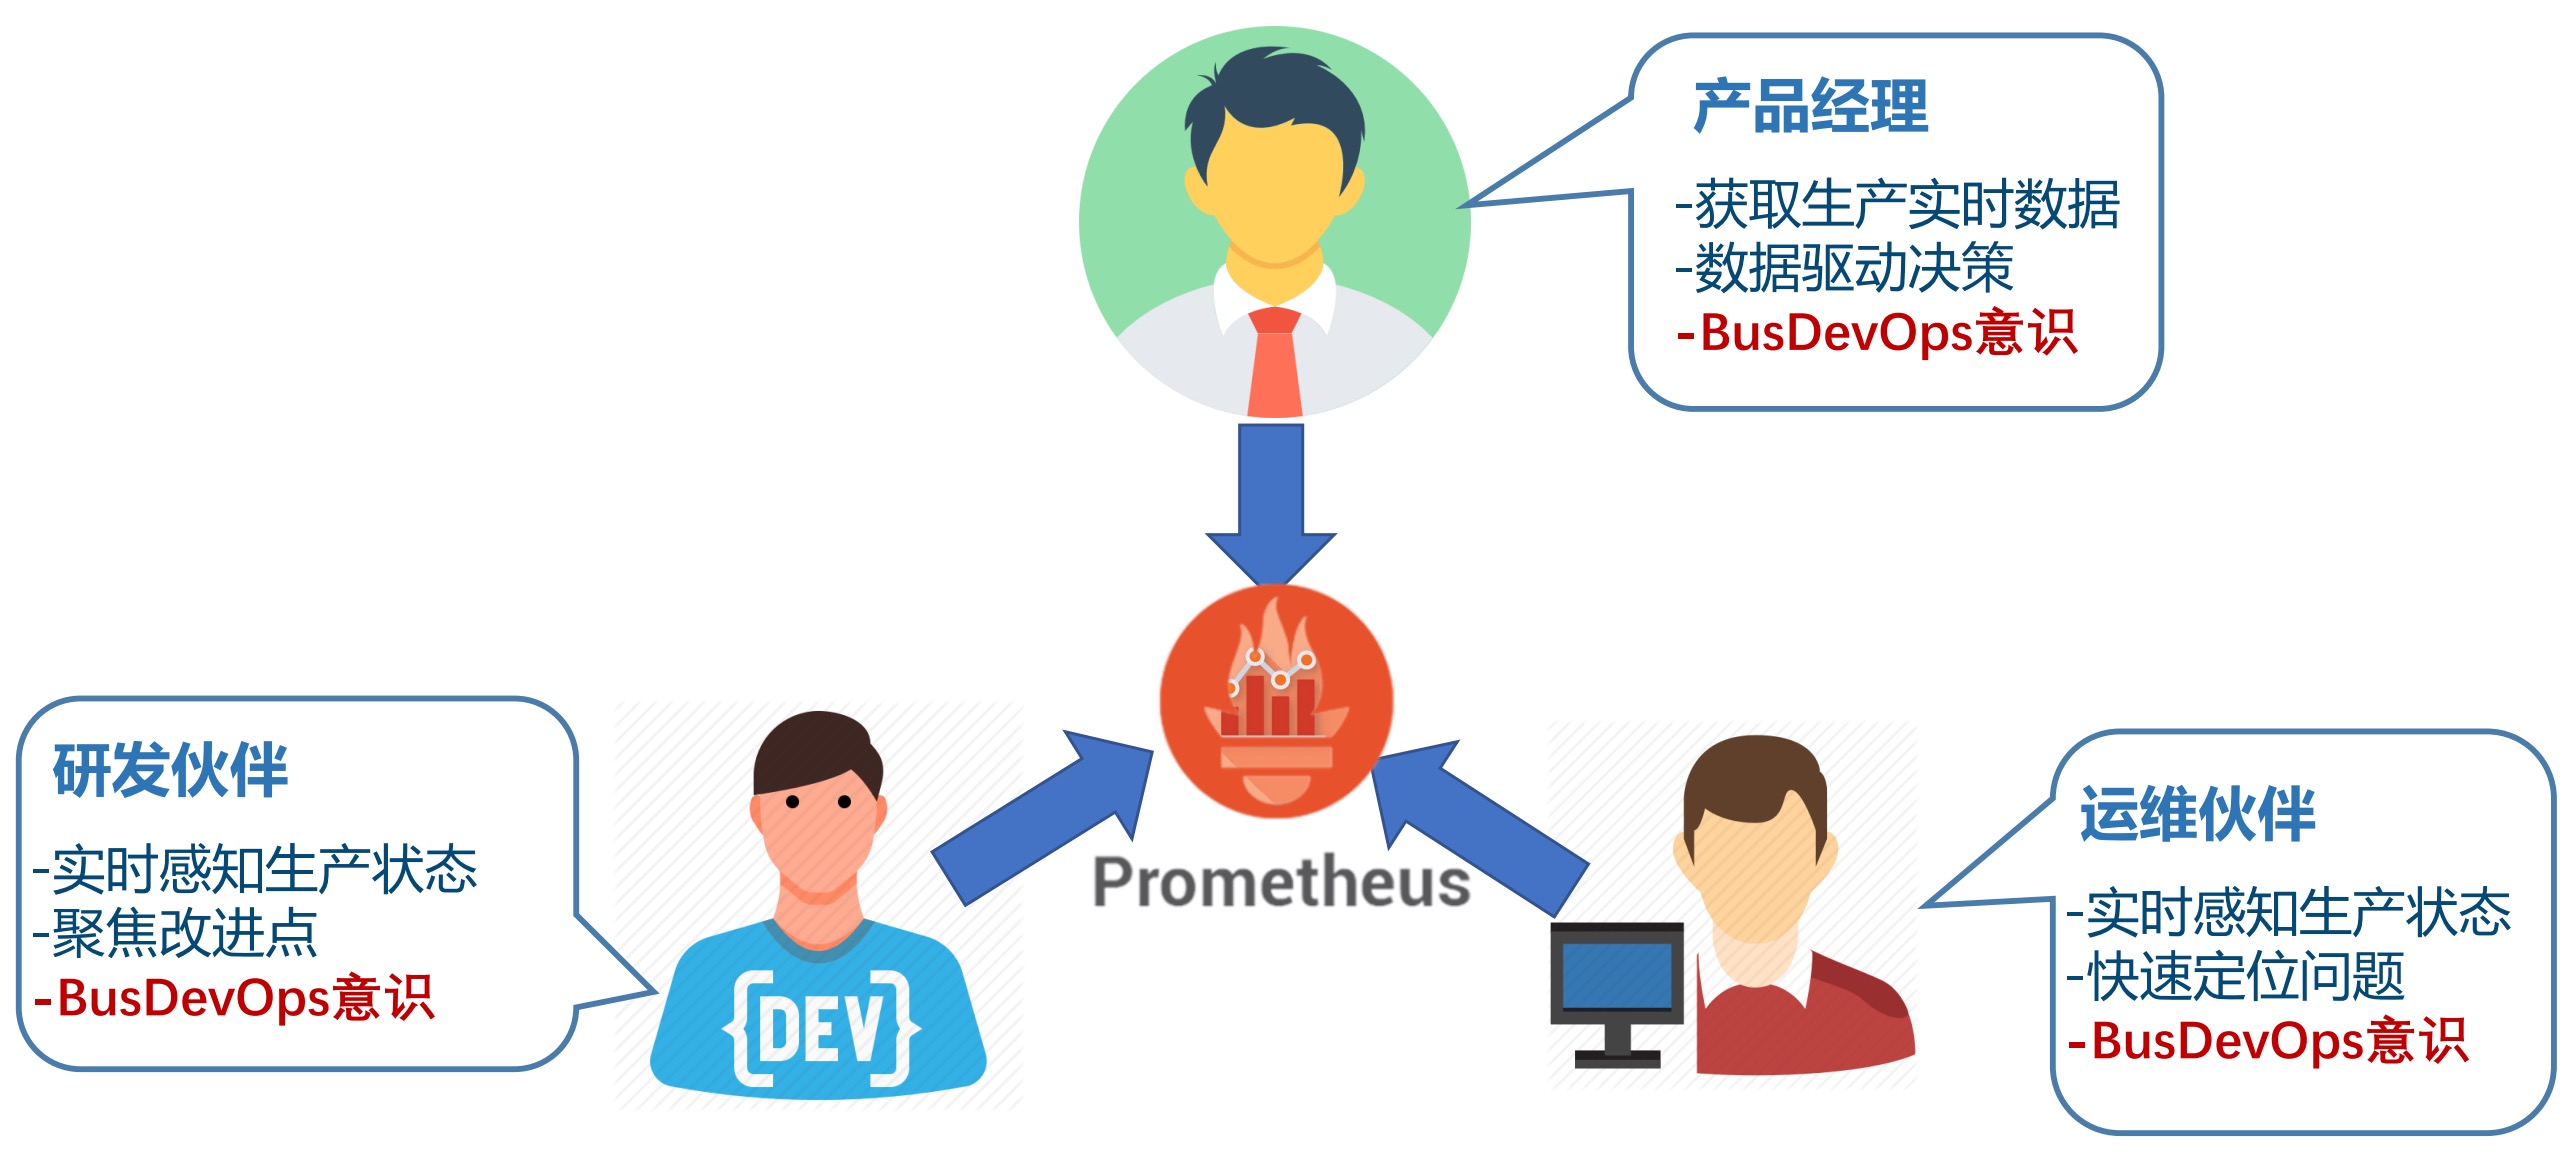 产品经理
-获取生产实时数据
-数据驱动决策
-BusDevOps意识
Prometheus
研发伙伴
-实时感知生产状态
-聚焦改进点
-BusDevOps意识
{DEV}
运维伙伴
-实时感知生产状态
-快速定位问题
-BusDevOps意识